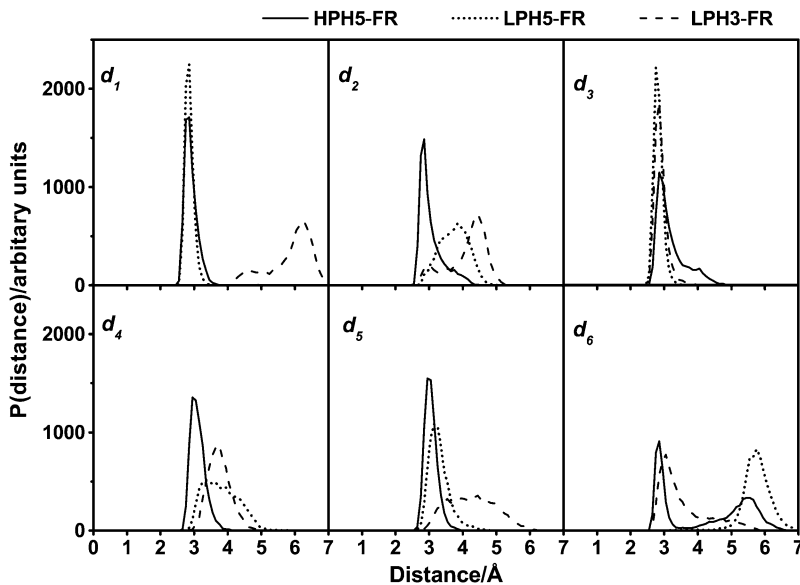 HPH5-FR LPH5-FR LPH3-FR
d1 d2 d3
2000
1000
0
d4 d5 d6
2000
1000
0
0 1 2 3 4 5 6 7 1 2 3 4 5 6 7 1 2 3 4 5 6 7
P(distance)/arbitary units
Distance/Å